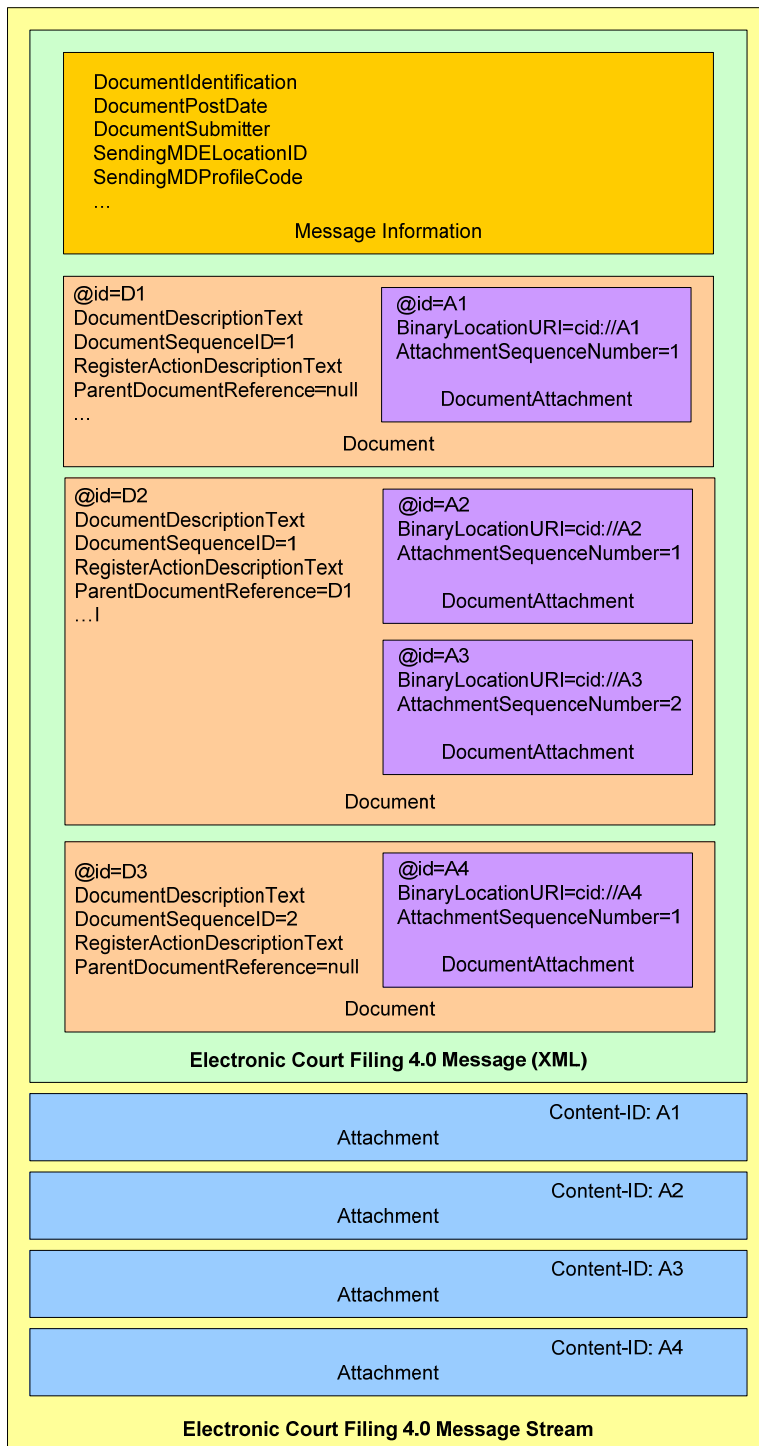 DocumentIdentification
DocumentPostDate
DocumentSubmitter
SendingMDELocationID
SendingMDProfileCode
...
Message Information
@id=D1
DocumentDescriptionText
DocumentSequenceID=1
RegisterActionDescriptionText
ParentDocumentReference=null
...
@id=A1
BinaryLocationURI=cid://A1
AttachmentSequenceNumber=1
DocumentAttachment
Document
@id=D2
DocumentDescriptionText
DocumentSequenceID=1
RegisterActionDescriptionText
ParentDocumentReference=D1
...l
@id=A2
BinaryLocationURI=cid://A2
AttachmentSequenceNumber=1
DocumentAttachment
@id=A3
BinaryLocationURI=cid://A3
AttachmentSequenceNumber=2
DocumentAttachment
Document
@id=D3
DocumentDescriptionText
DocumentSequenceID=2
RegisterActionDescriptionText
ParentDocumentReference=null
@id=A4
BinaryLocationURI=cid://A4
AttachmentSequenceNumber=1
DocumentAttachment
Document
Electronic Court Filing 4.0 Message (XML)
Content-ID: A1
Attachment
Content-ID: A2
Attachment
Content-ID: A3
Attachment
Content-ID: A4
Attachment
Electronic Court Filing 4.0 Message Stream